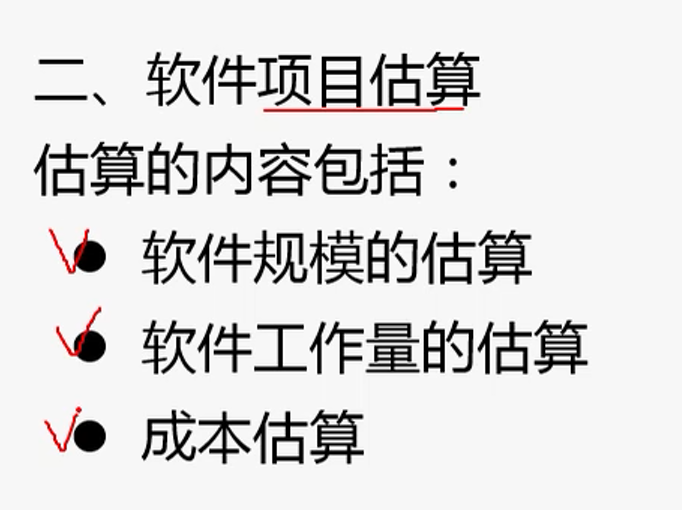 二、软件项目估算
估算的内容包括：
● 软件规模的估算
● 软件工作量的估算
● 成本估算